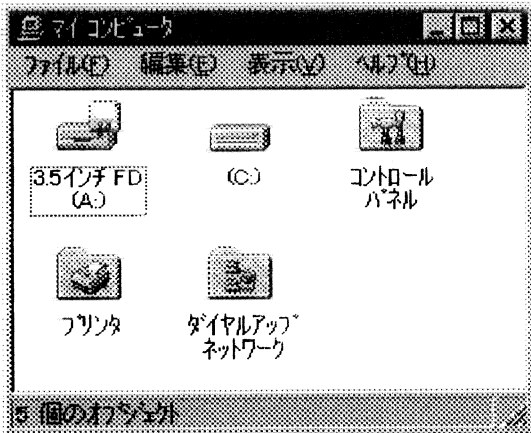 マイ コンピュータ
ファイル(F) 編集(E) 表示(V) ヘルプ(H)
3.5インチ FD
(A:)
(C:)
コントロール
パネル
プリンタ
ダイヤルアップ
ネットワーク
5 個のオブジェクト